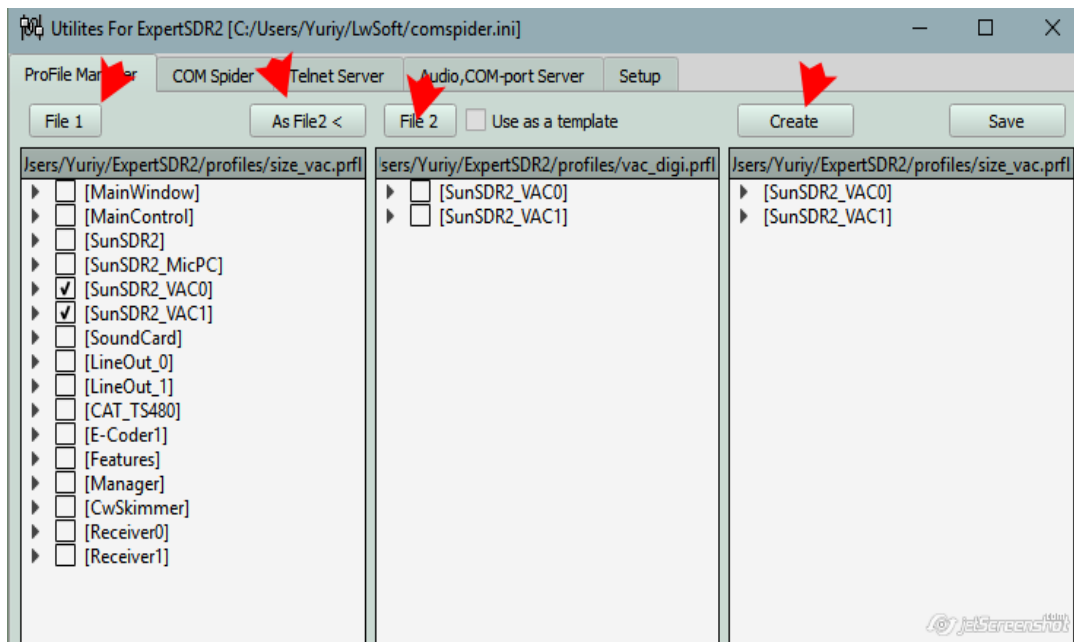 Utilites For ExpertSDR2 [C:/Users/Yuriy/LwSoft/comspider.ini]
ProFile Manager COM Spider Telnet Server Audio,COM-port Server Setup
File 1 As File2 < File 2 Use as a template Create Save
Jsers/Yuriy/ExpertSDR2/profiles/size_vac.prfl
[MainWindow]
[MainControl]
[SunSDR2]
[SunSDR2_MicPC]
[SunSDR2_VAC0]
[SunSDR2_VAC1]
[SoundCard]
[LineOut_0]
[LineOut_1]
[CAT_TS480]
[E-Coder1]
[Features]
[Manager]
[CwSkimmer]
[Receiver0]
[Receiver1]
sers/Yuriy/ExpertSDR2/profiles/vac_digi.prfl
[SunSDR2_VAC0]
[SunSDR2_VAC1]
Jsers/Yuriy/ExpertSDR2/profiles/size_vac.prfl
[SunSDR2_VAC0]
[SunSDR2_VAC1]
jetScreenshot